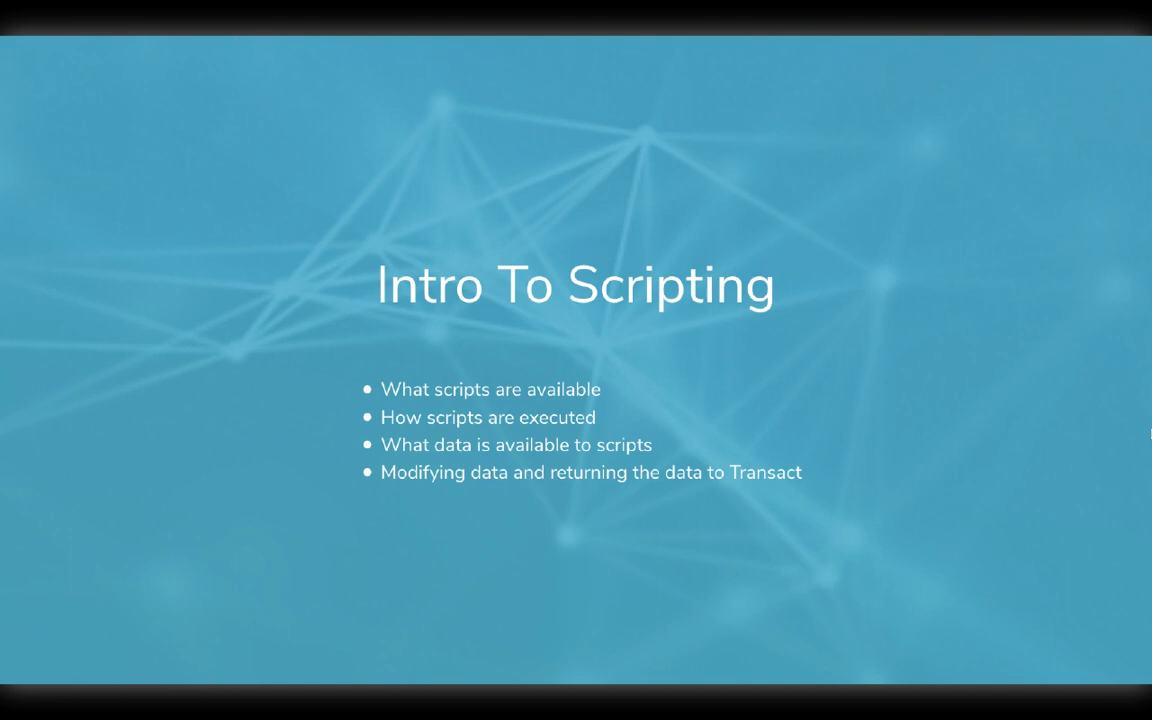 Intro To Scripting
• What scripts are available
• How scripts are executed
• What data is available to scripts
• Modifying data and returning the data to Transact